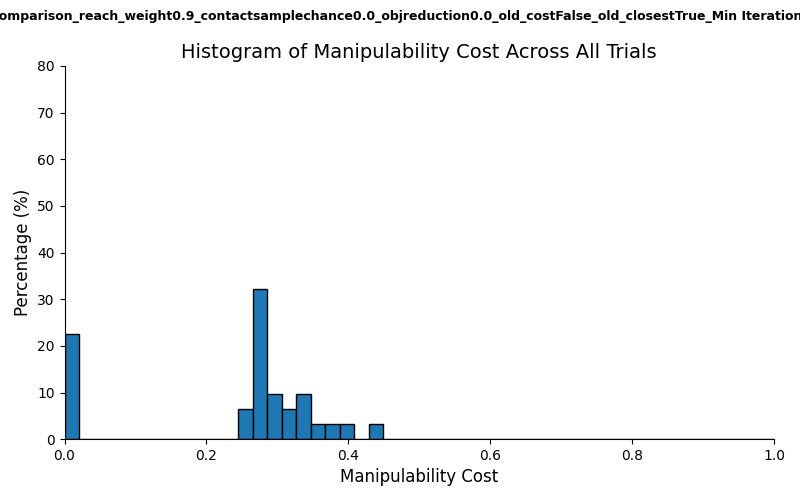 omparison_reach_weight0.9_contactsamplechance0.0_objreduction0.0_old_costFalse_old_closestTrue_Min Iteration
Histogram of Manipulability Cost Across All Trials
80
70
60
50
40
30
20
10
0
Percentage (%)
0.0 0.2 0.4 0.6 0.8 1.0
Manipulability Cost